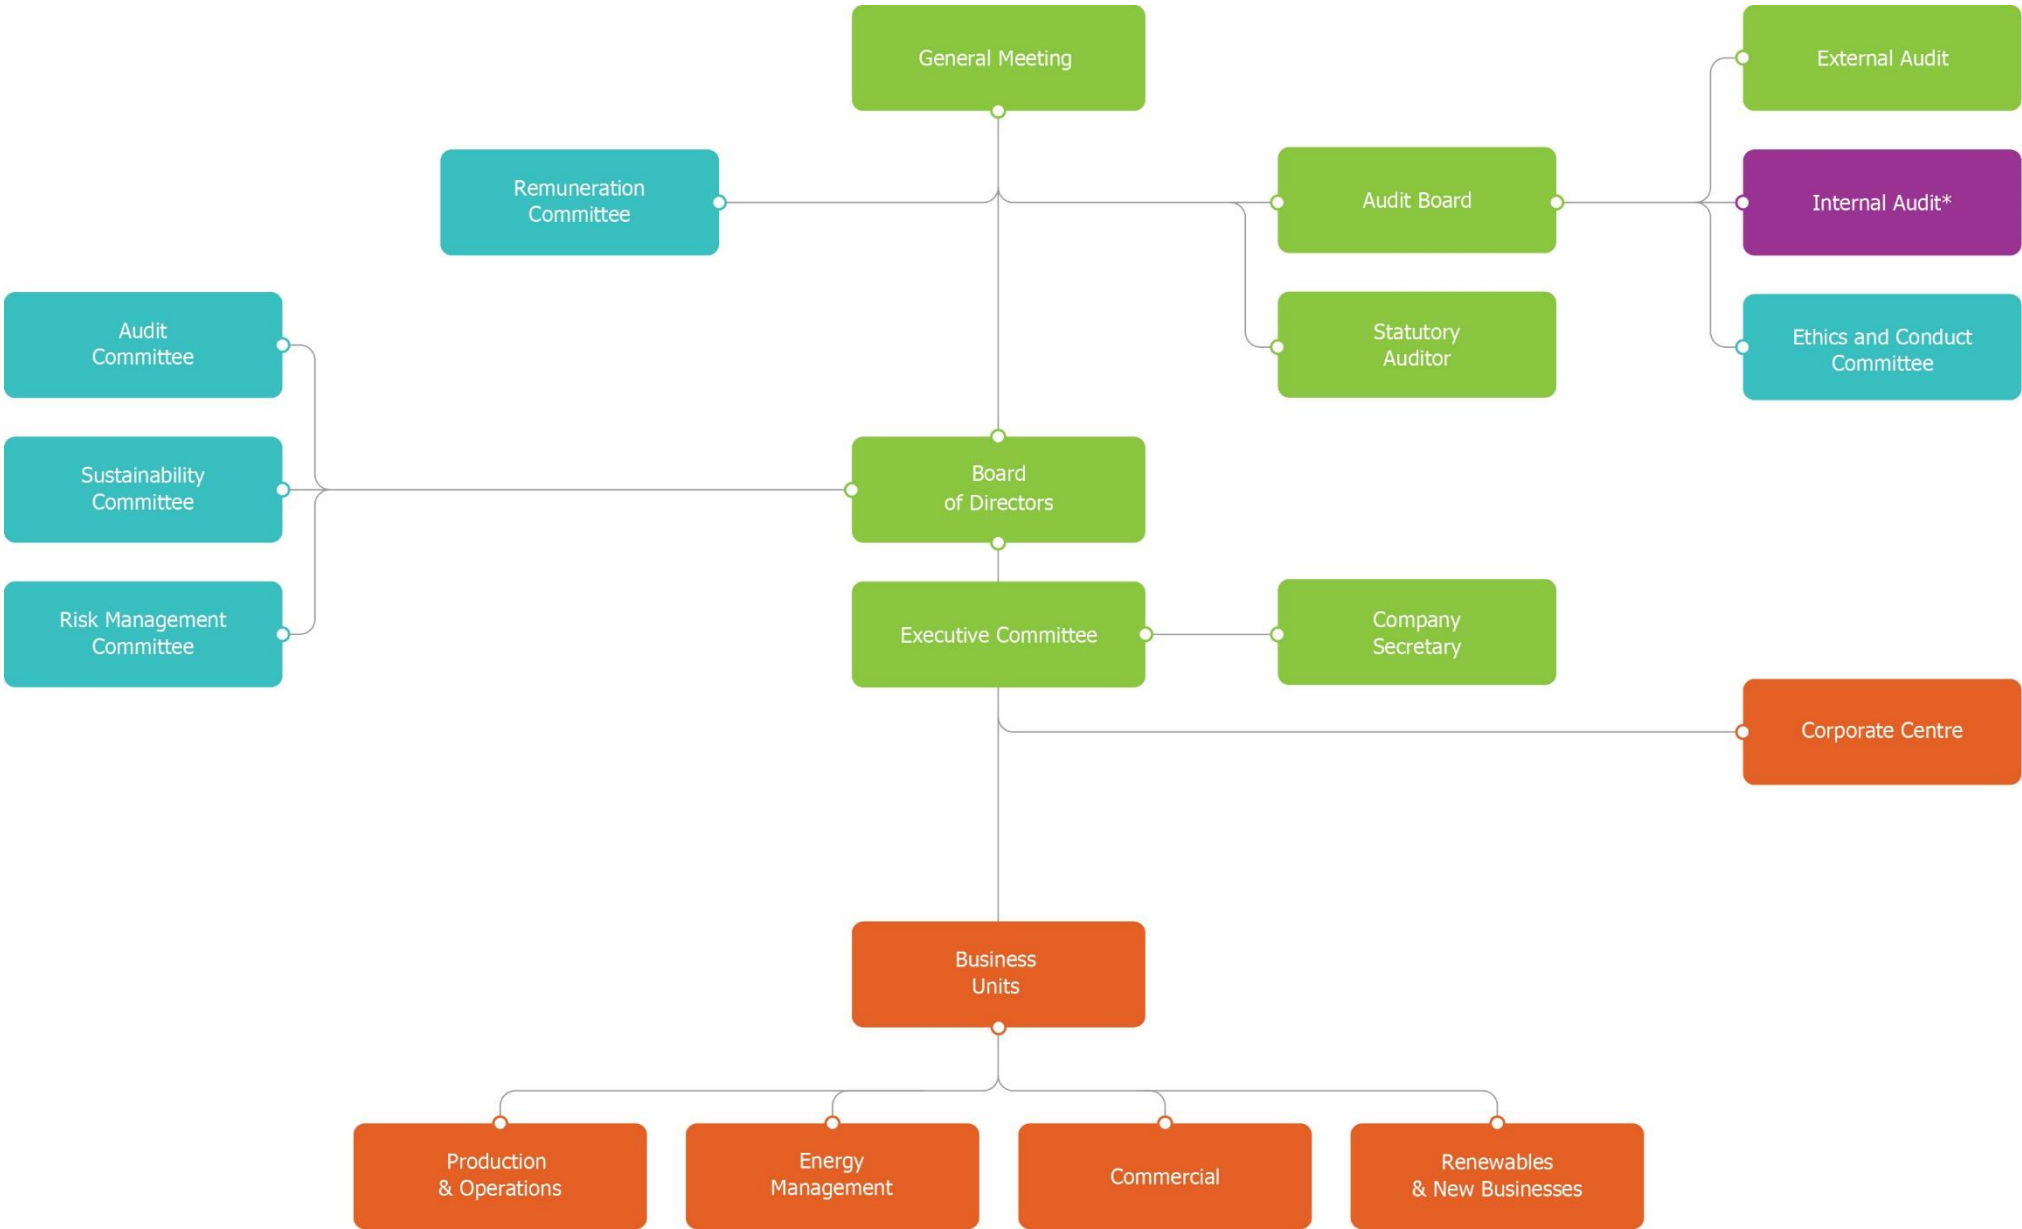 General Meeting
External Audit
Remuneration
Committee
Audit Board
Internal Audit*
Audit
Committee
Statutory
Auditor
Ethics and Conduct
Committee
Sustainability
Committee
Board
of Directors
Risk Management
Committee
Executive Committee
Company
Secretary
Corporate Centre
Business
Units
Production
& Operations
Energy
Management
Commercial
Renewables
& New Businesses